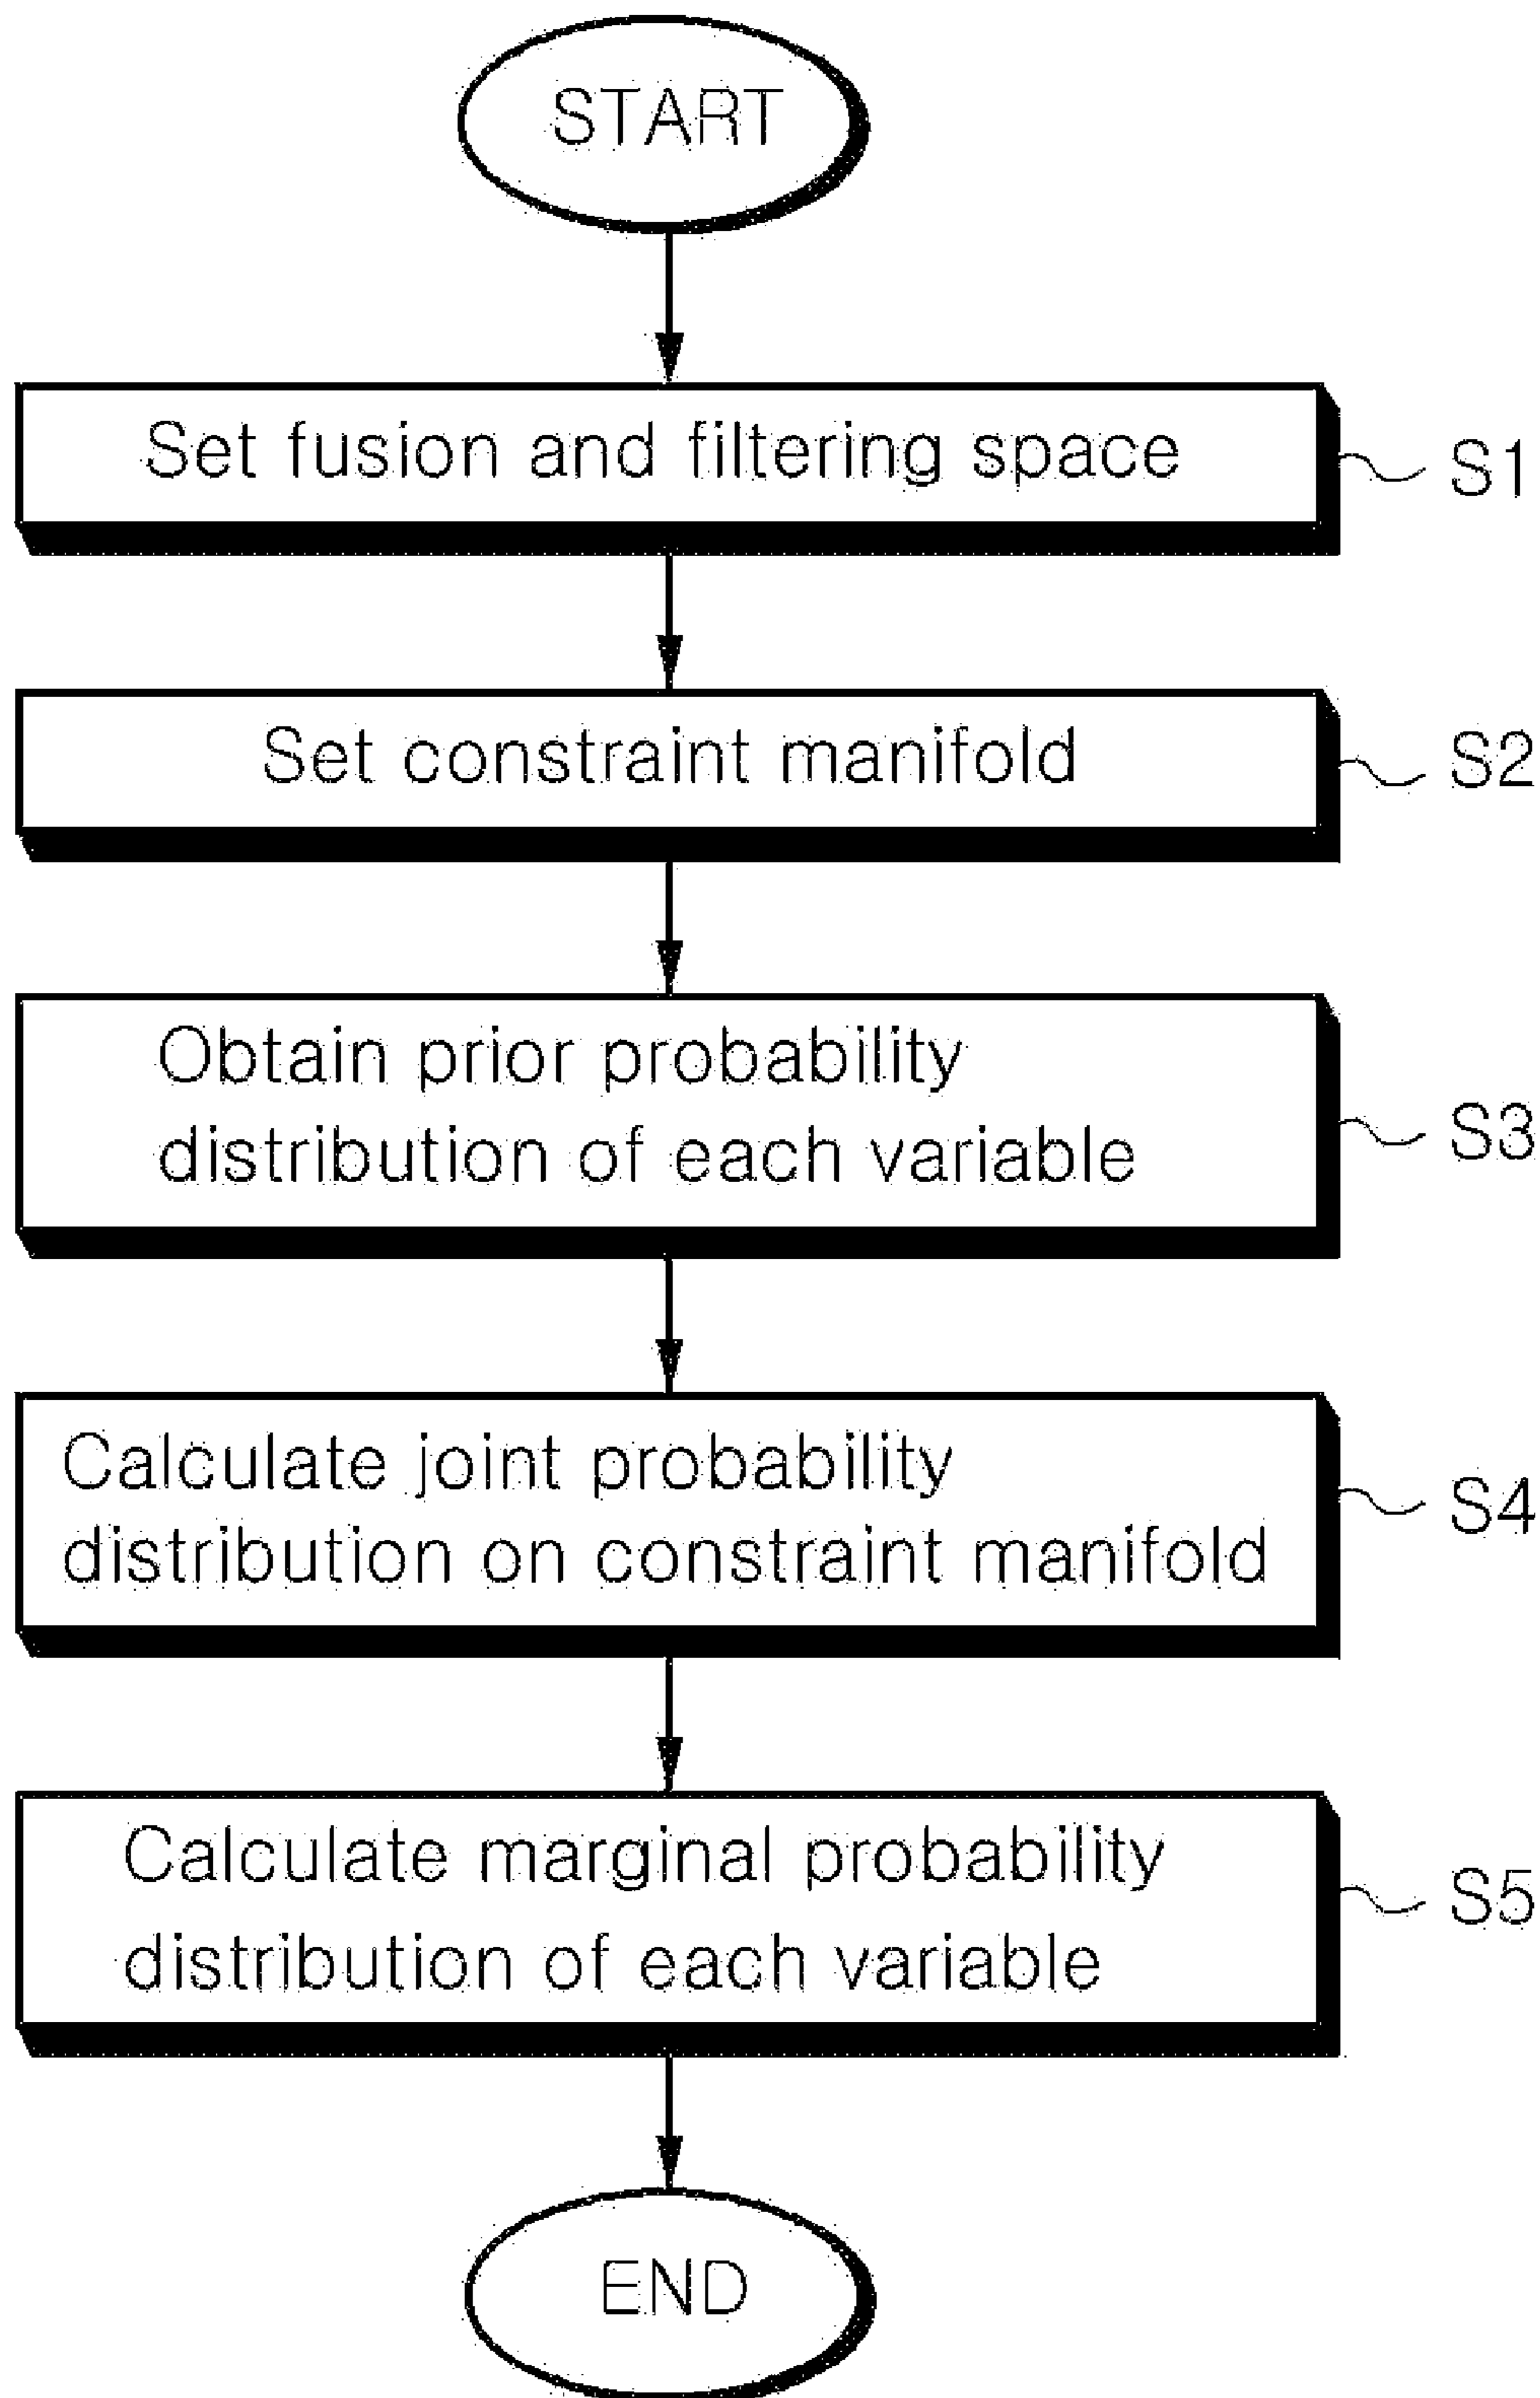 START
Set fusion and filtering space
S1
Set constraint manifold
S2
Obtain prior probability
distribution of each variable
S3
Calculate joint probability
distribution on constraint manifold
S4
Calculate marginal probability
distribution of each variable
S5
END